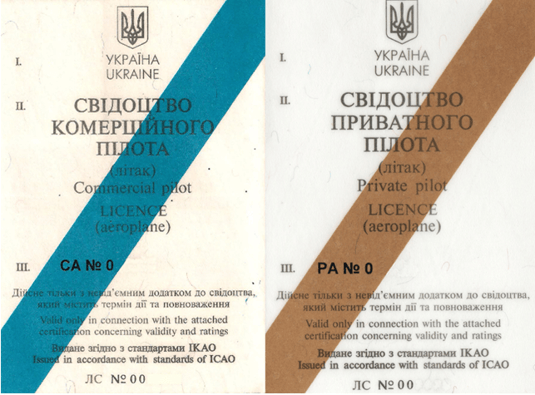 I.
УКРАЇНА
UKRAINE
II.
СВІДОЦТВО
КОМЕРЦІЙНОГО
ПІЛОТА
(літак)
Commercial pilot
LICENCE
(aeroplane)
III.
CA № 0
Дійсне тільки з невід'ємним додатком до свідоцтва,
який містить термін дії та повноваження
Valid only in connection with the attached
certification concerning validity and ratings
Видане згідно з стандартами ІКАО
Issued in accordance with standards of ICAO
ЛС №00
I.
УКРАЇНА
UKRAINE
II.
СВІДОЦТВО
ПРИВАТНОГО
ПІЛОТА
(літак)
Private pilot
LICENCE
(aeroplane)
III.
PA № 0
Дійсне тільки з невід'ємним додатком до свідоцтва,
який містить термін дії та повноваження
Valid only in connection with the attached
certification concerning validity and ratings
Видане згідно з стандартами ІКАО
Issued in accordance with standards of ICAO
ЛС №00